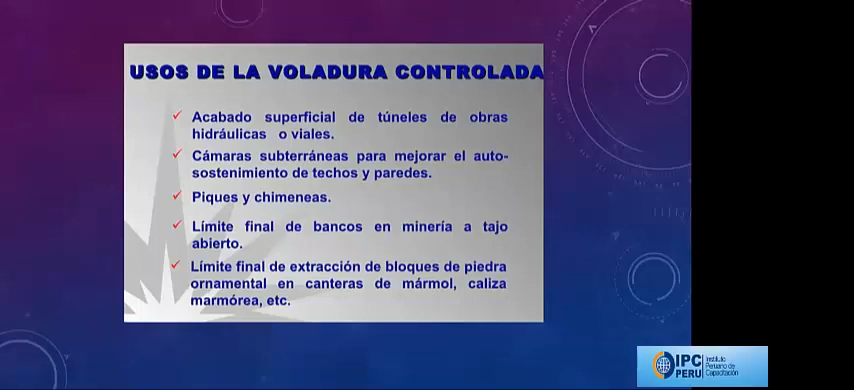 USOS DE LA VOLADURA CONTROLADA
Acabado superficial de túneles de obras
hidráulicas o viales.
Cámaras subterráneas para mejorar el auto-
sostenimiento de techos y paredes.
Piques y chimeneas.
Límite final de bancos en minería a tajo
abierto.
Límite final de extracción de bloques de piedra
ornamental en canteras de mármol, caliza
marmórea, etc.
IPC
PERU
Instituto
Peruano de
Capacitación